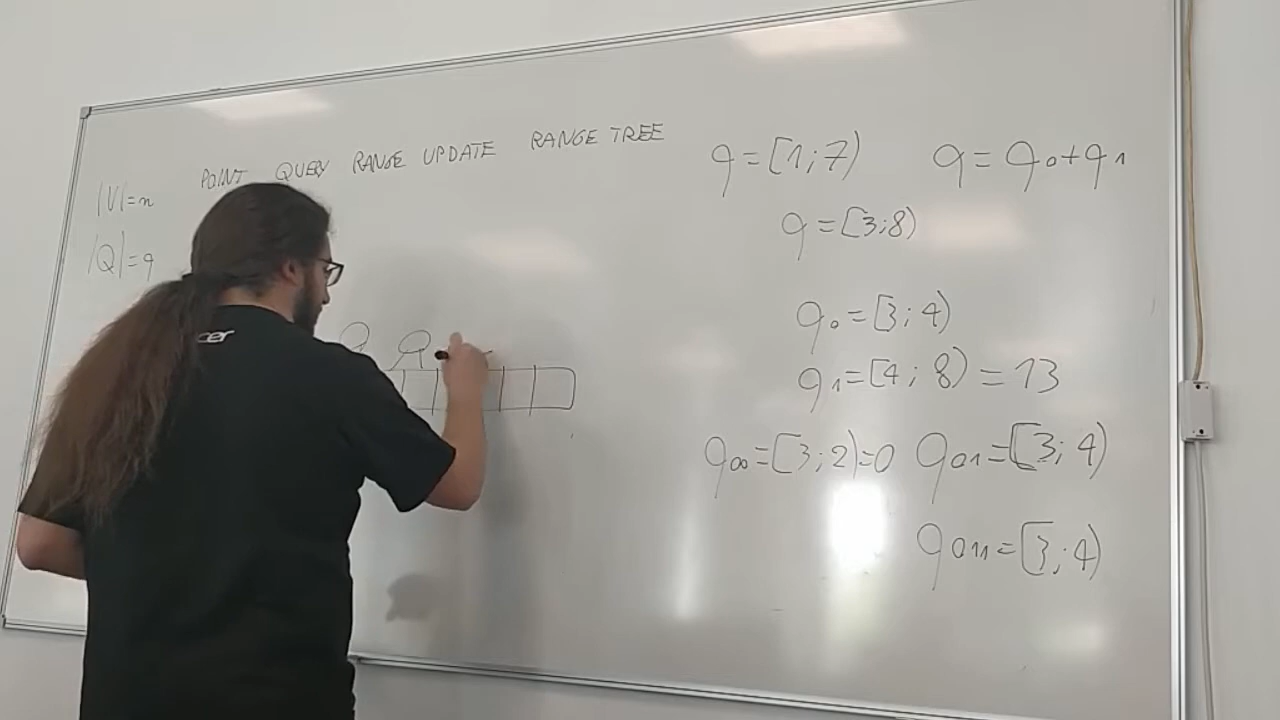 POINT QUERY RANGE UPDATE RANGE TREE
|V|=n
|Q|=q
q=[1;7) q=q₀+q₁
q=[3;8)
q₀=[3;4)
q₁=[4;8)=13
q₀₀=[3;2)=0 q₀₁=[3;4)
q₀₁₁=[3;4)
cer